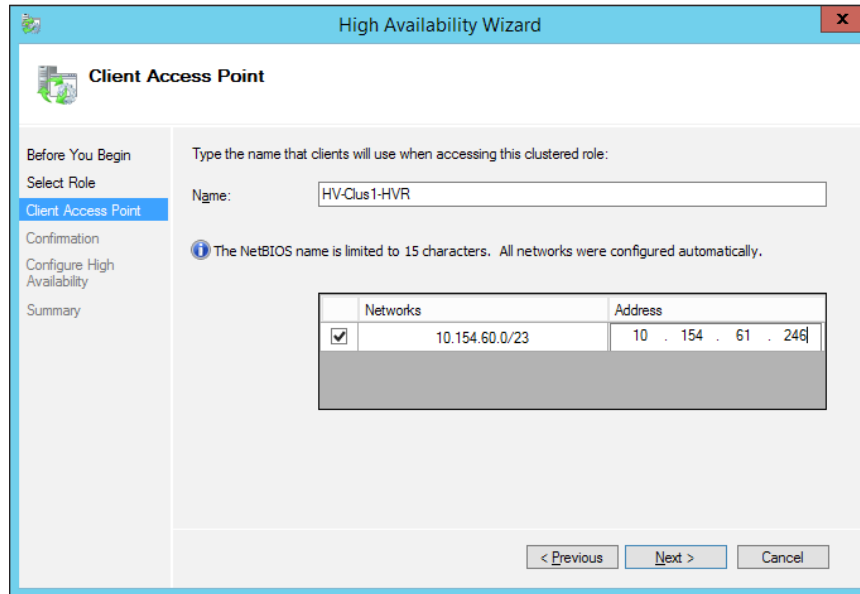 High Availability Wizard
x
Client Access Point
Before You Begin
Select Role
Client Access Point
Confirmation
Configure High
Availability
Summary
Type the name that clients will use when accessing this clustered role:
Name: HV-Clus1-HVR
The NetBIOS name is limited to 15 characters. All networks were configured automatically.
Networks Address
10.154.60.0/23 10 . 154 . 61 . 246
< Previous Next > Cancel